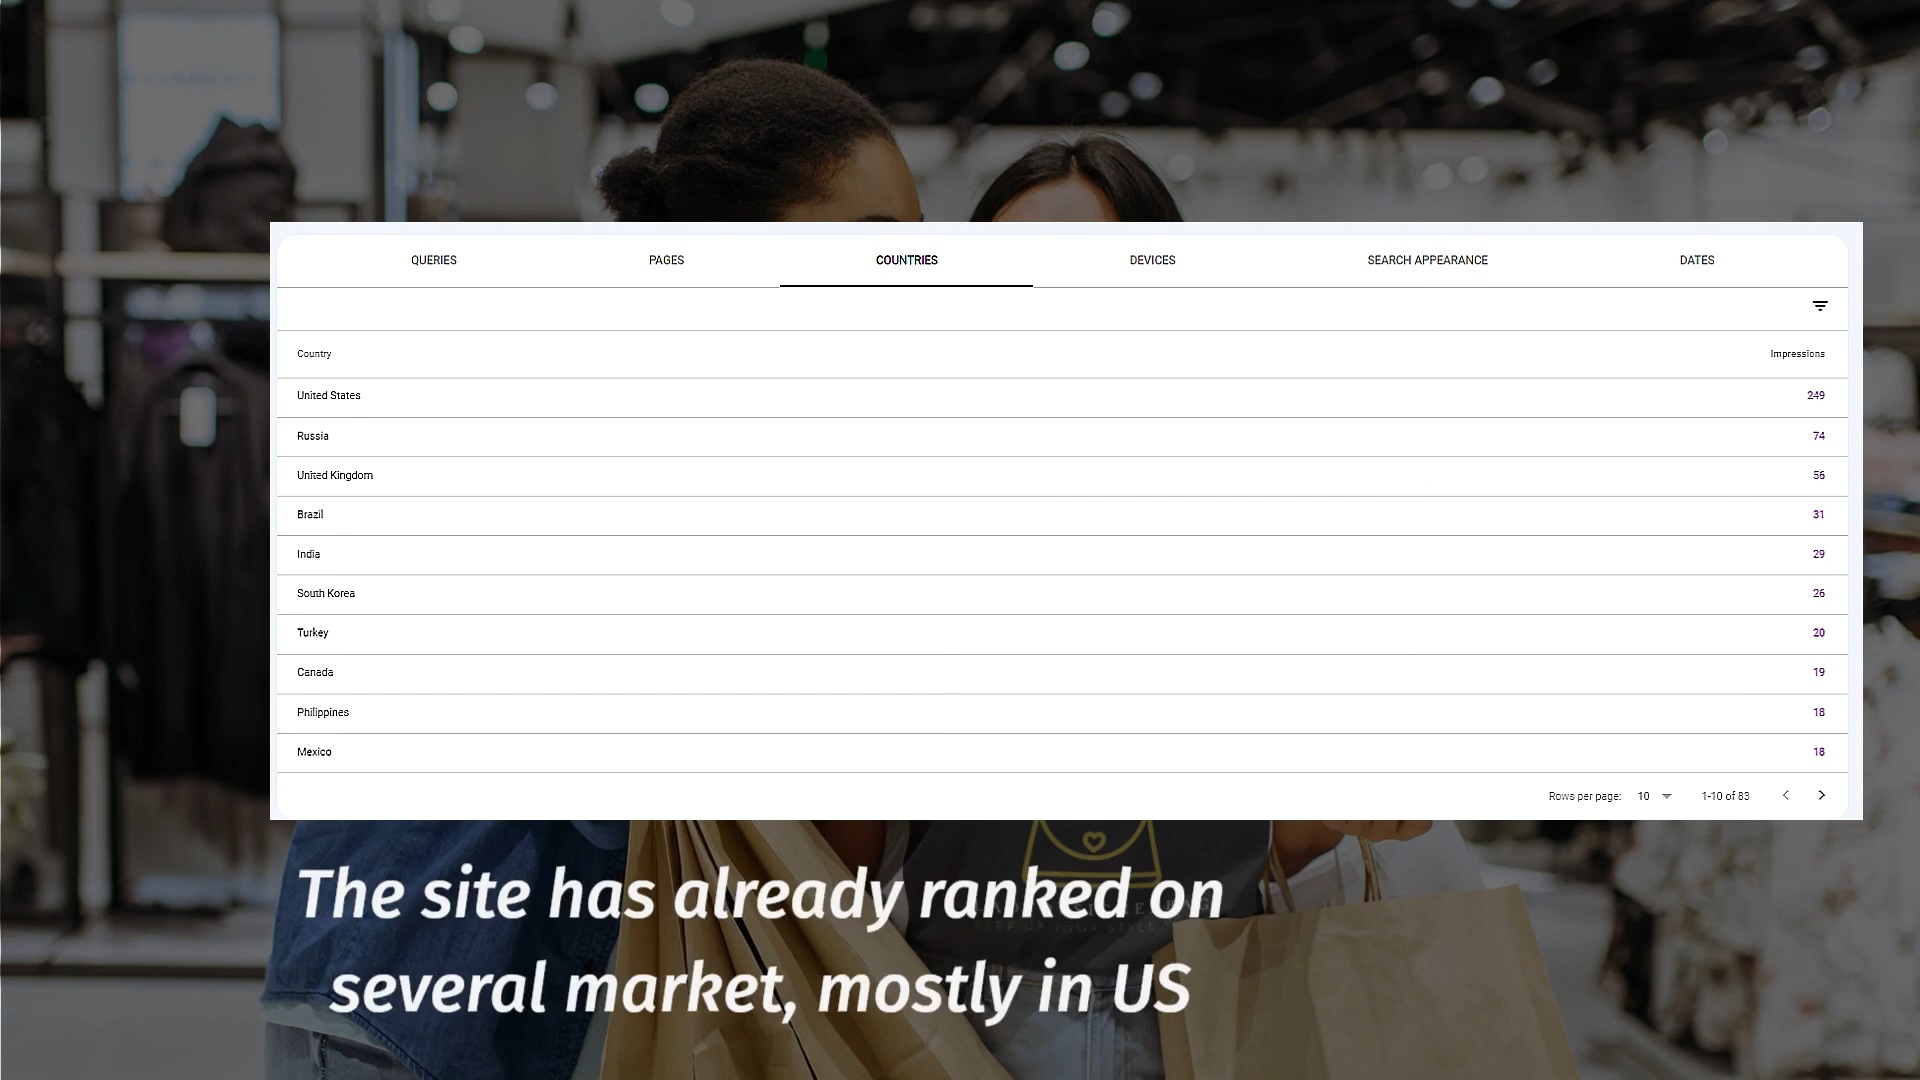 QUERIES PAGES COUNTRIES DEVICES SEARCH APPEARANCE DATES
Country Impressions
United States 249
Russia 74
United Kingdom 56
Brazil 31
India 29
South Korea 26
Turkey 20
Canada 19
Philippines 18
Mexico 18
Rows per page: 10 1-10 of 83
The site has already ranked on
several market, mostly in US